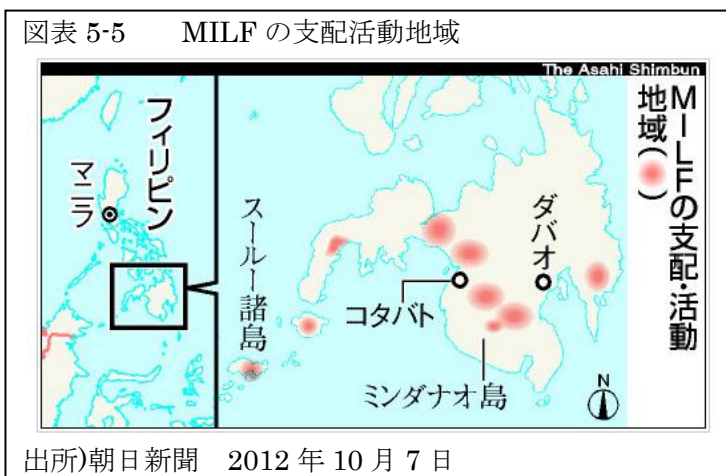 図表 5-5 MILF の支配活動地域
The Asahi Shimbun
MILFの支配・活動
地域( )
フィリピン
マニラ
スールー諸島
コタバト
ダバオ
ミンダナオ島
N
出所)朝日新聞 2012 年 10 月 7 日